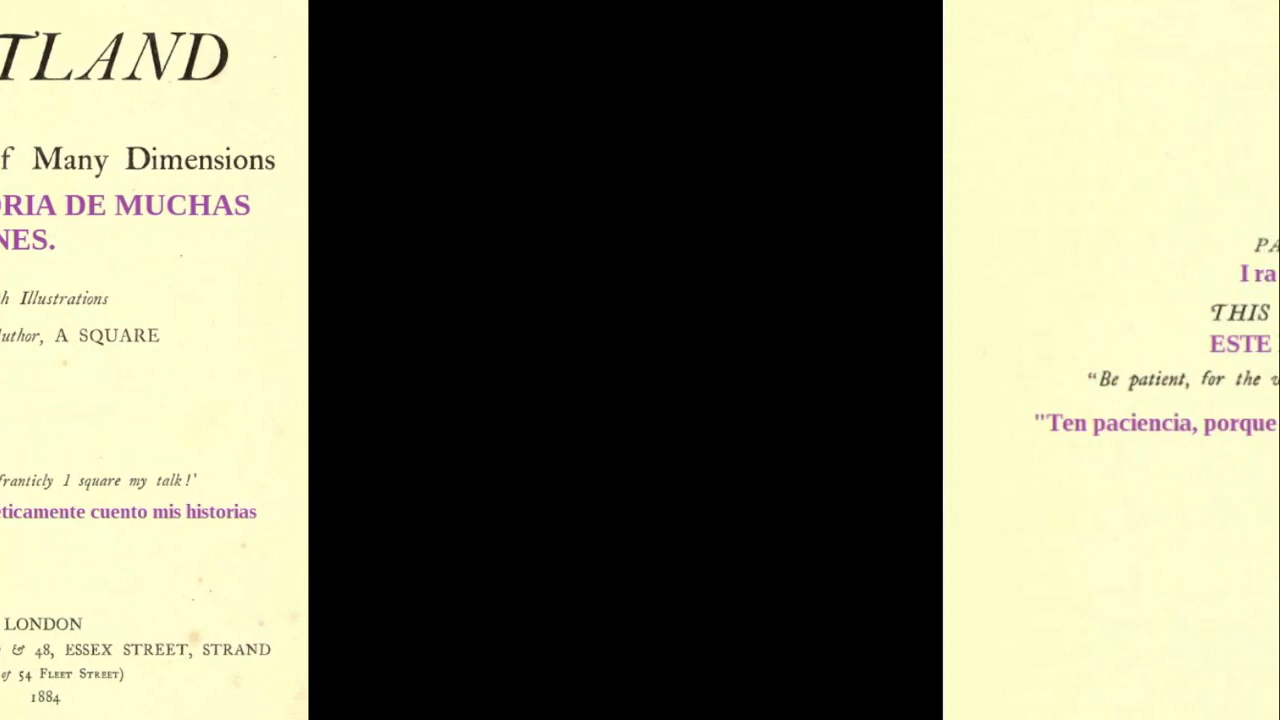 TLAND
f Many Dimensions
ORIA DE MUCHAS
NES.
h Illustrations
uthor, A SQUARE
franticly I square my talk!'
éticamente cuento mis historias
LONDON
& 48, ESSEX STREET, STRAND
of 54 FLEET STREET)
1884
PA
I ra
THIS
ESTE
"Be patient, for the w
"Ten paciencia, porque